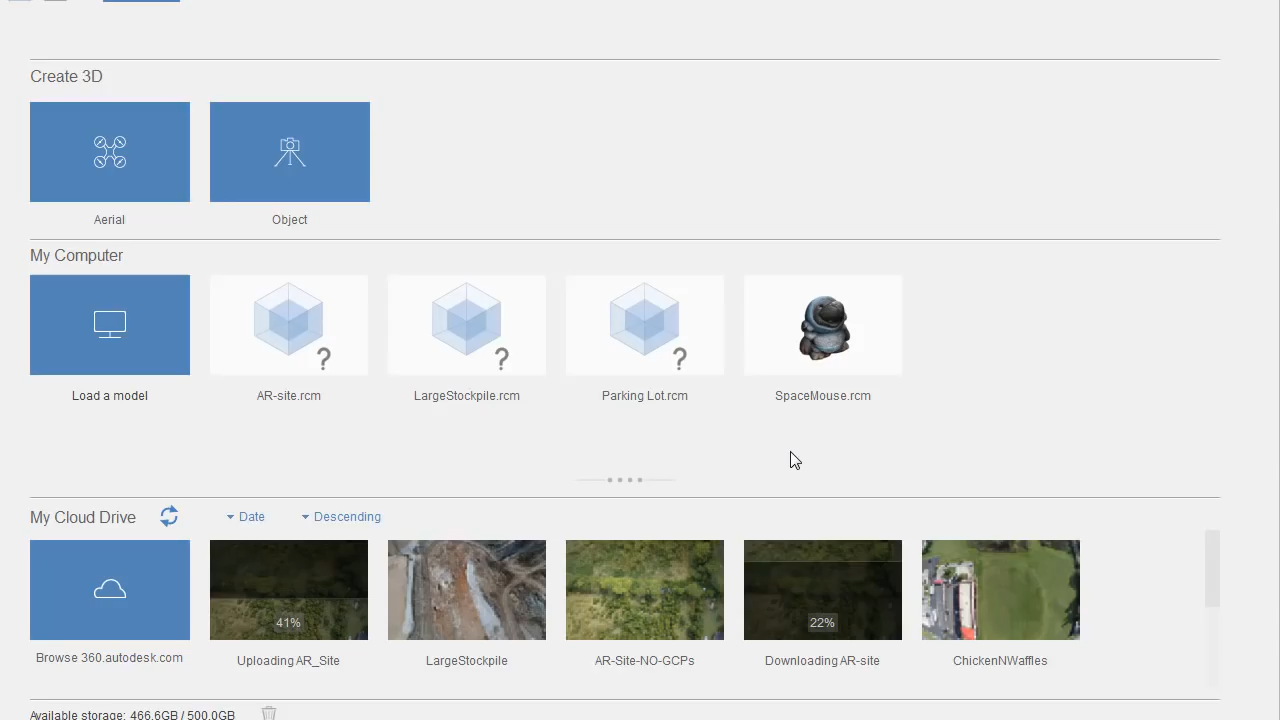 Create 3D
Aerial
Object
My Computer
?
?
?
Load a model
AR-site.rcm
LargeStockpile.rcm
Parking Lot.rcm
SpaceMouse.rcm
My Cloud Drive
Date
Descending
41%
22%
Browse 360.autodesk.com
Uploading AR_Site
LargeStockpile
AR-Site-NO-GCPs
Downloading AR-site
ChickenNWaffles
Available storage: 466.6GB / 500.0GB